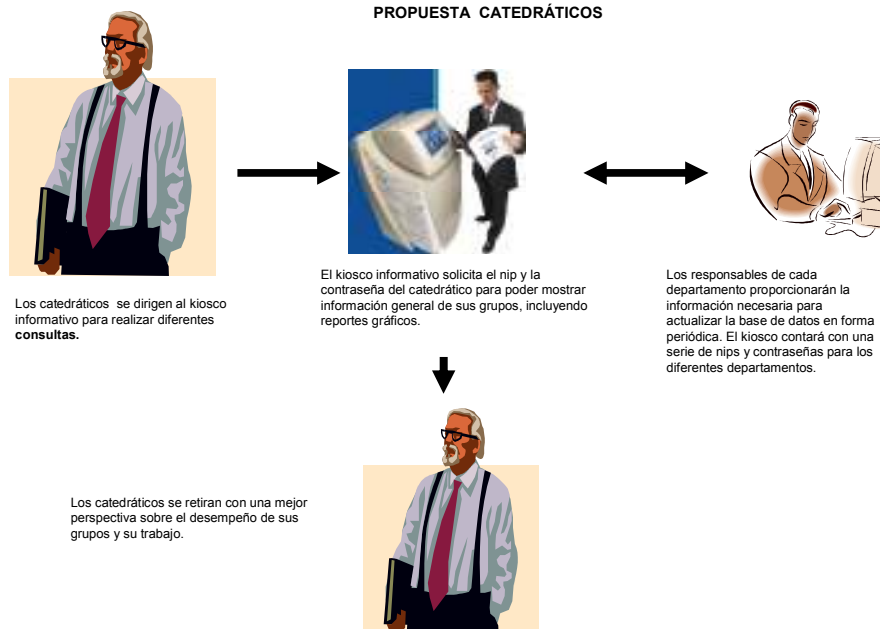 PROPUESTA CATEDRÁTICOS
Los catedráticos se dirigen al kiosco
informativo para realizar diferentes
consultas.
El kiosco informativo solicita el nip y la
contraseña del catedrático para poder mostrar
información general de sus grupos, incluyendo
reportes gráficos.
Los responsables de cada
departamento proporcionarán la
información necesaria para
actualizar la base de datos en forma
periódica. El kiosco contará con una
serie de nips y contraseñas para los
diferentes departamentos.
Los catedráticos se retiran con una mejor
perspectiva sobre el desempeño de sus
grupos y su trabajo.